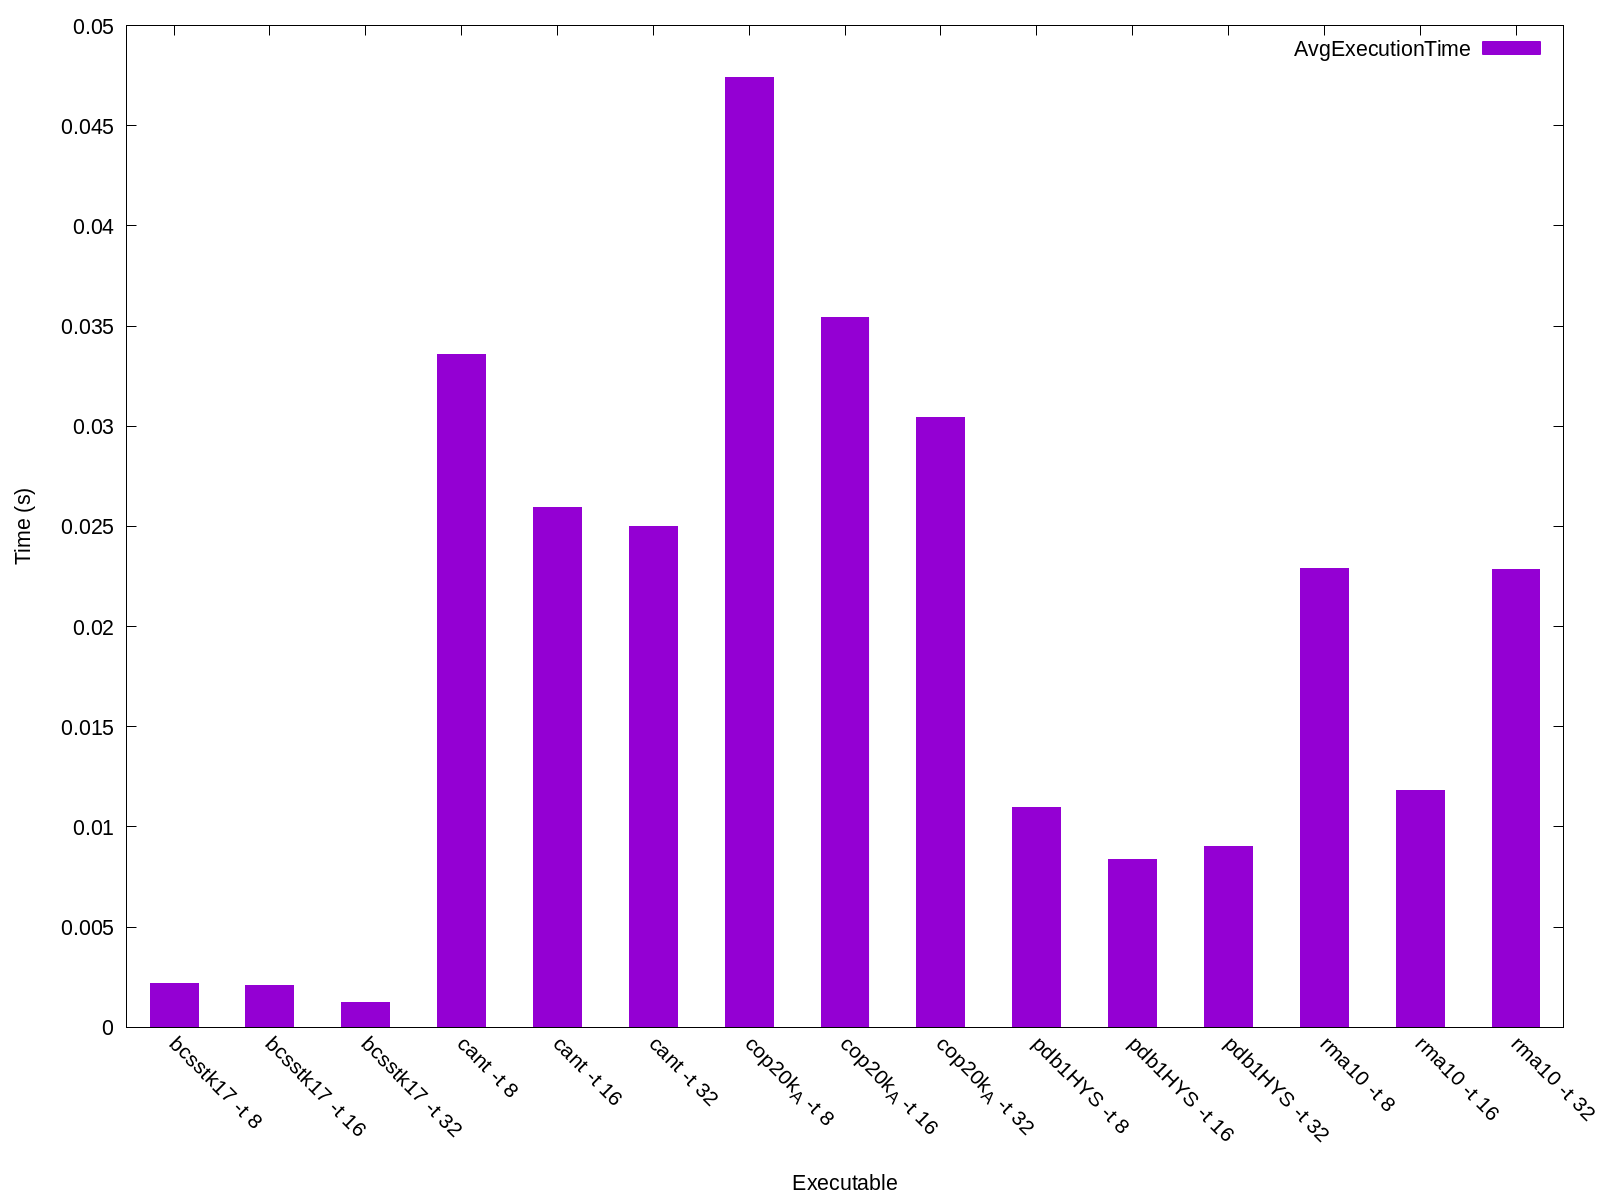 AvgExecutionTime
0.05
0.045
0.04
0.035
0.03
0.025
0.02
0.015
0.01
0.005
0
Time (s)
bcsstk17 -t 8
bcsstk17 -t 16
bcsstk17 -t 32
cant -t 8
cant -t 16
cant -t 32
cop20kA -t 8
cop20kA -t 16
cop20kA -t 32
pdb1HYS -t 8
pdb1HYS -t 16
pdb1HYS -t 32
rma10 -t 8
rma10 -t 16
rma10 -t 32
Executable